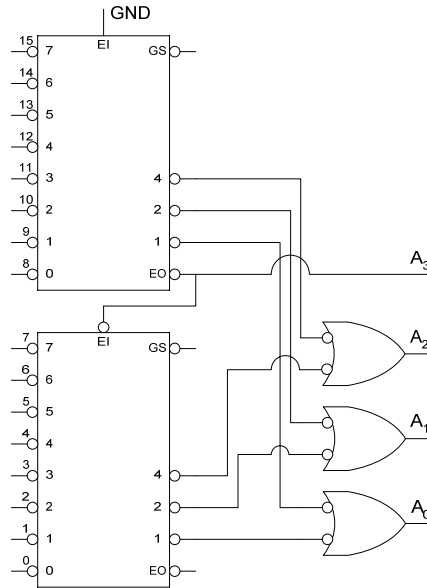 GND
EI
15 7 GS
14 6
13 5
12 4
11 3 4
10 2 2
9 1 1
8 0 EO
A3
EI
7 7 GS
A2
6 6
5 5
4 4
A1
3 3 4
2 2 2
A0
1 1 1
0 0 EO